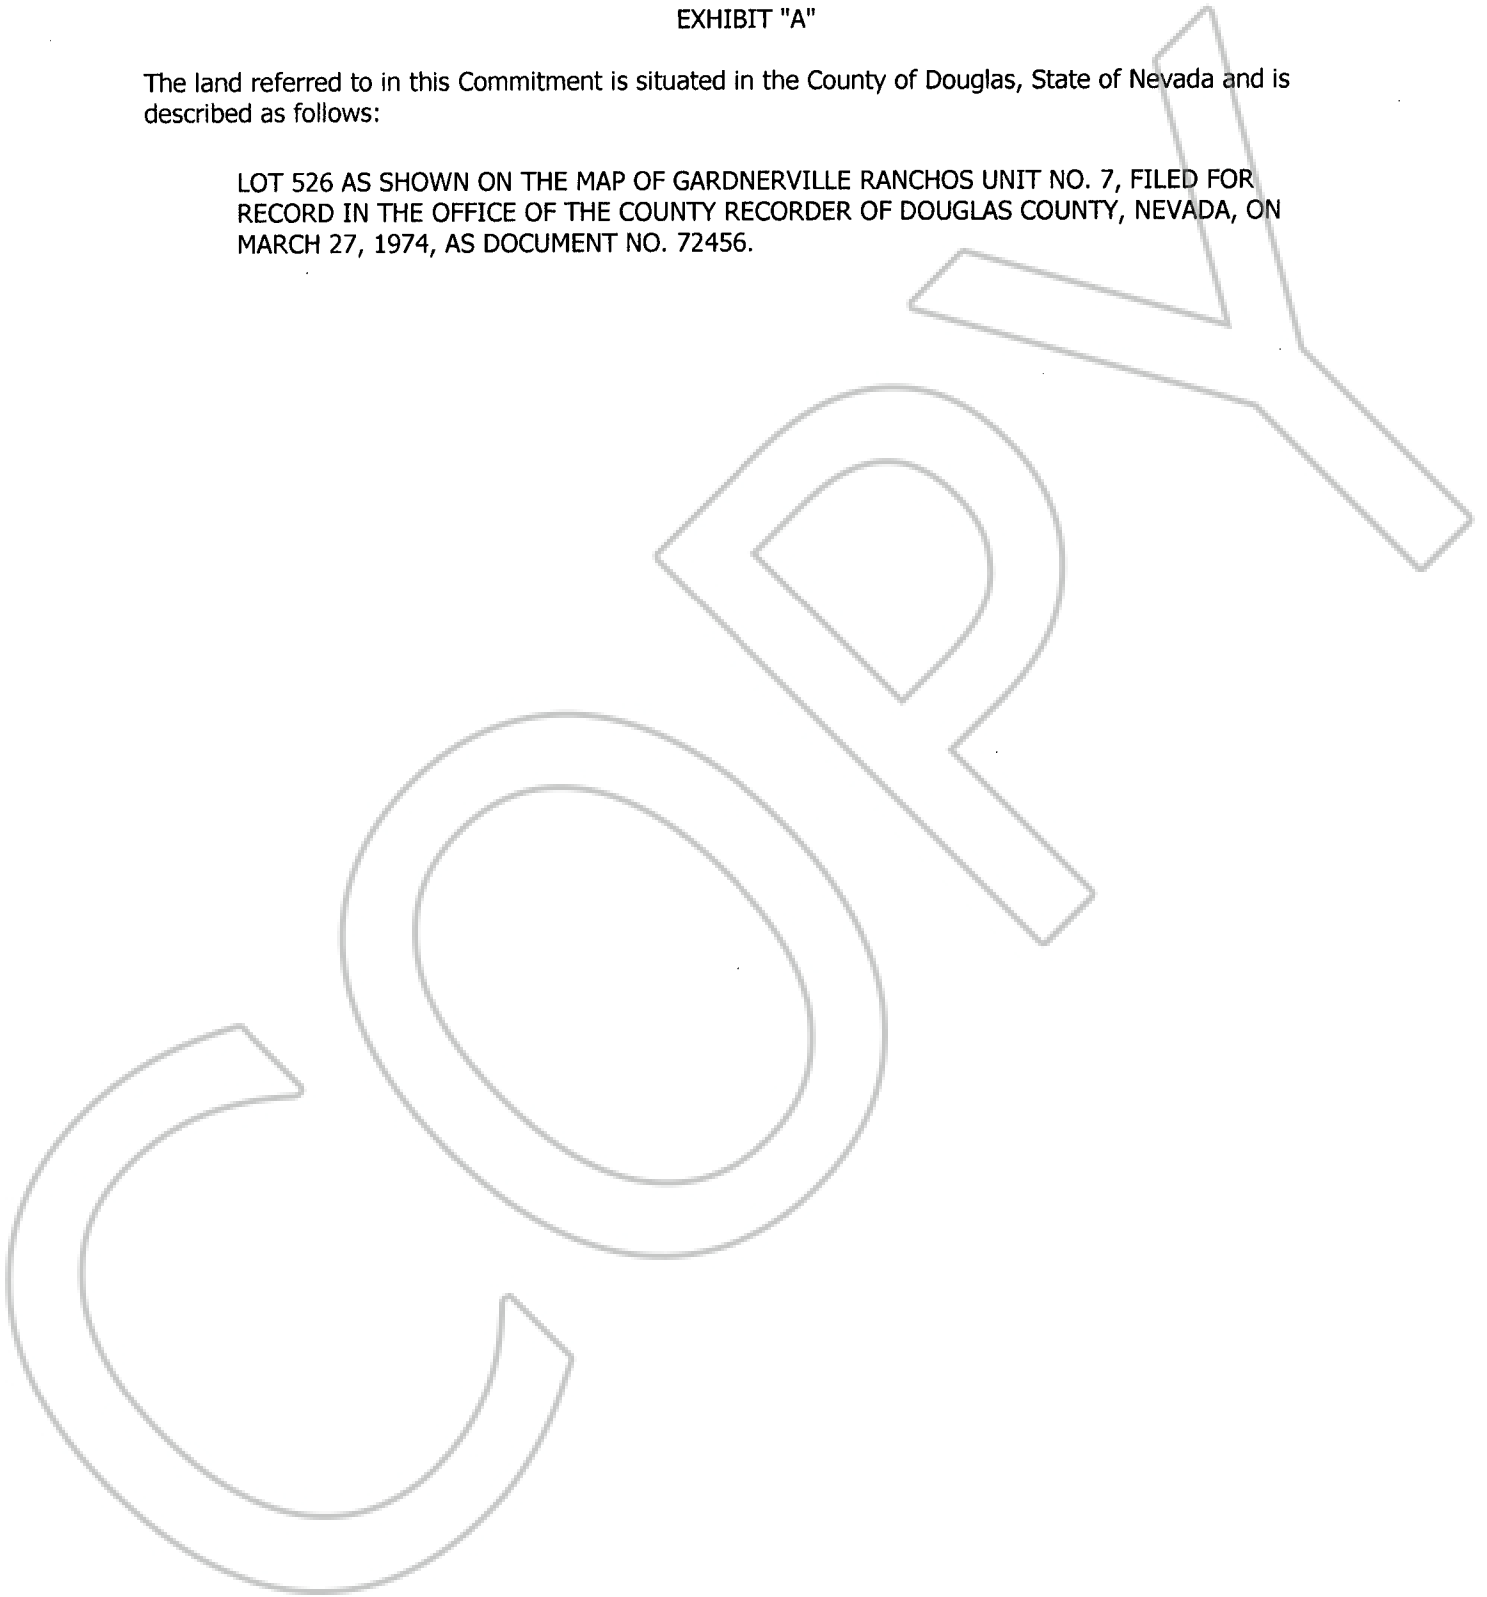 EXHIBIT "A"
The land referred to in this Commitment is situated in the County of Douglas, State of Nevada and is
described as follows:
LOT 526 AS SHOWN ON THE MAP OF GARDNERVILLE RANCHOS UNIT NO. 7, FILED FOR
RECORD IN THE OFFICE OF THE COUNTY RECORDER OF DOUGLAS COUNTY, NEVADA, ON
MARCH 27, 1974, AS DOCUMENT NO. 72456.
COPY